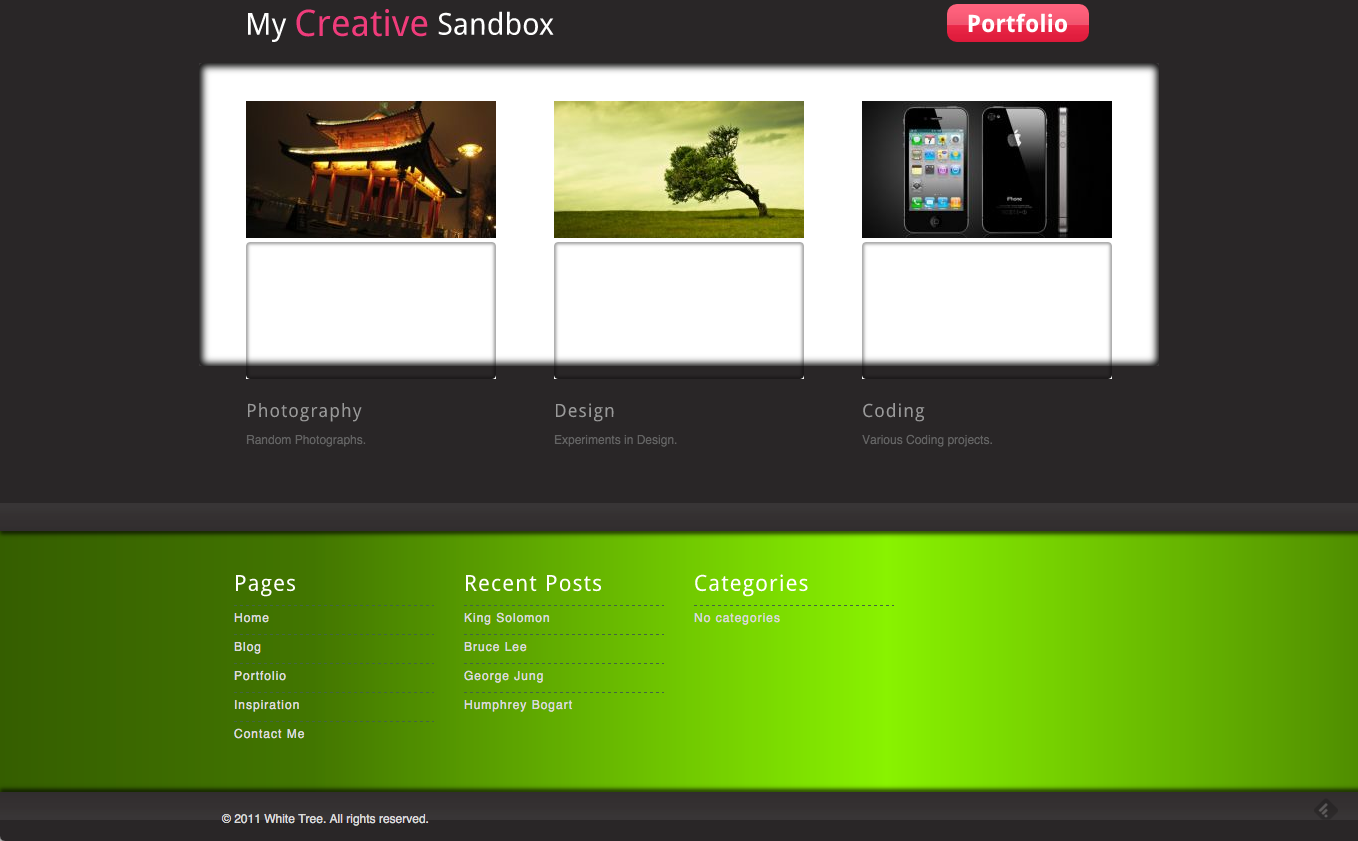 My Creative Sandbox
Portfolio
iPhone
Photography
Random Photographs.
Design
Experiments in Design.
Coding
Various Coding projects.
Pages
Home
Blog
Portfolio
Inspiration
Contact Me
Recent Posts
King Solomon
Bruce Lee
George Jung
Humphrey Bogart
Categories
No categories
© 2011 White Tree. All rights reserved.